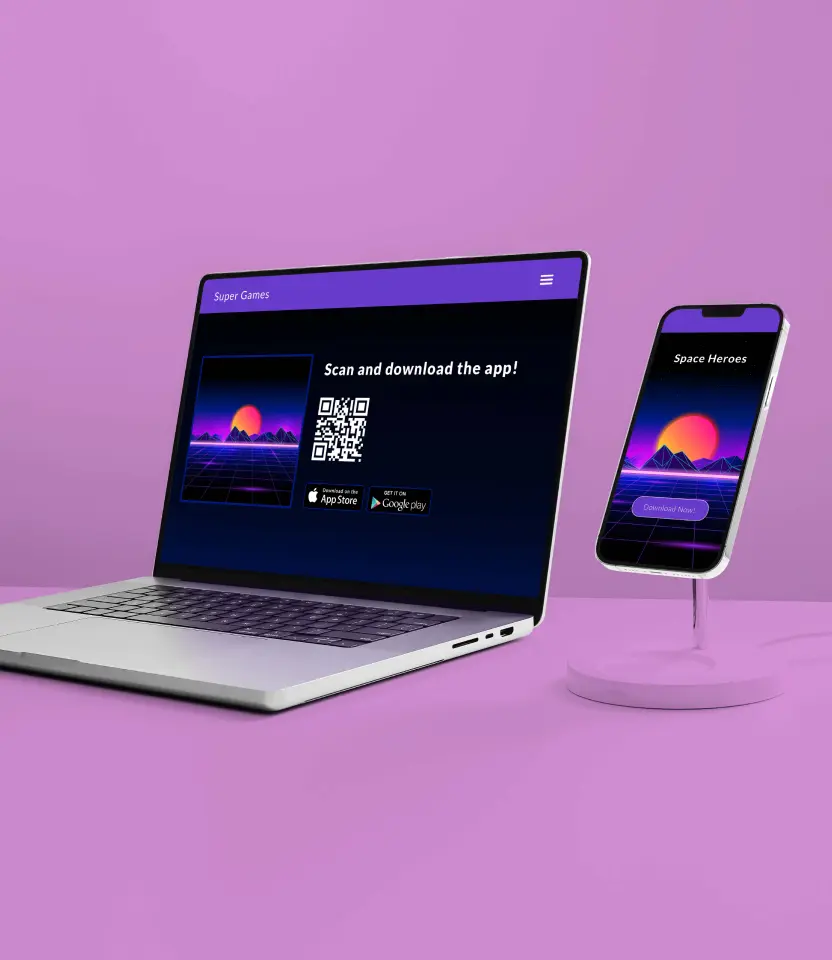 Super Games
Scan and download the app!
Download on the
App Store
GET IT ON
Google play
Space Heroes
Download Now!